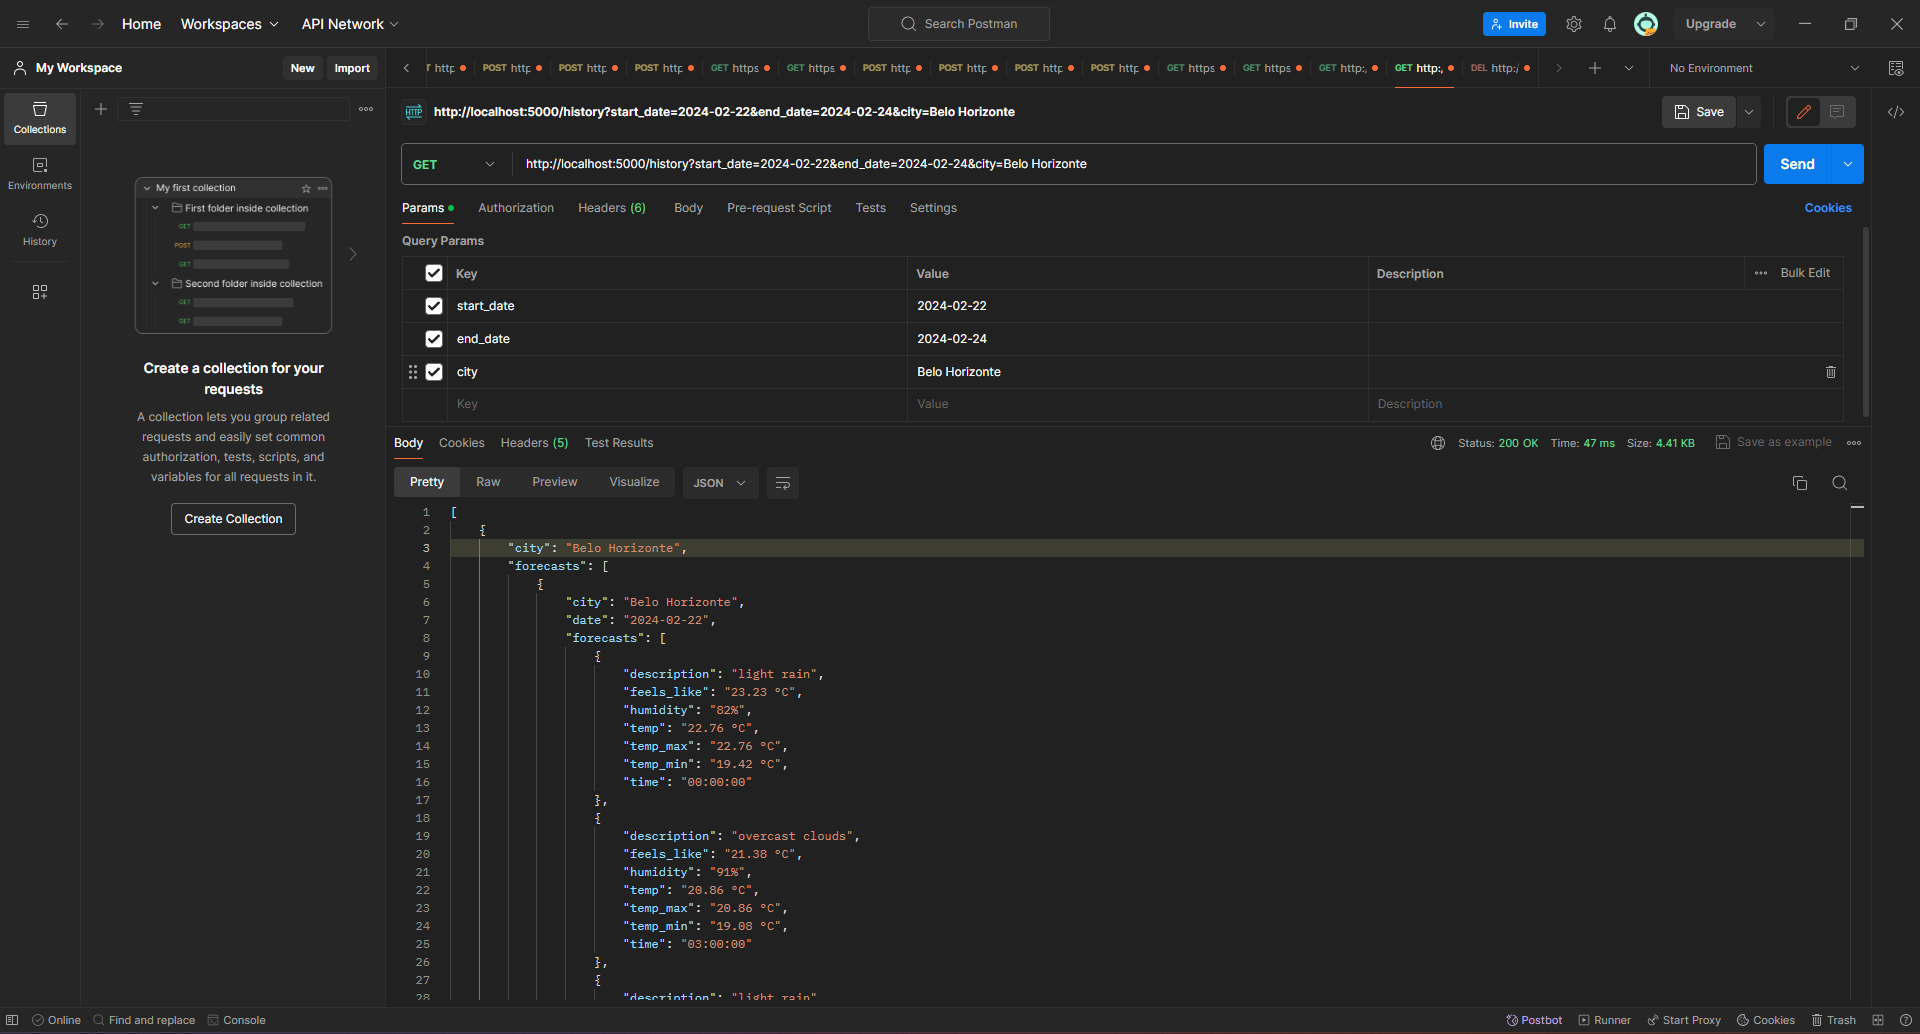 Home Workspaces API Network Search Postman Invite Upgrade
My Workspace New Import
T http POST http POST http POST http GET https GET https POST http POST http POST http POST http GET https GET https GET http:, GET http:, DEL http:/ No Environment
Collections
Environments
History
My first collection
First folder inside collection
GET
POST
GET
Second folder inside collection
GET
GET
Create a collection for your
requests
A collection lets you group related
requests and easily set common
authorization, tests, scripts, and
variables for all requests in it.
Create Collection
HTTP http://localhost:5000/history?start_date=2024-02-22&end_date=2024-02-24&city=Belo Horizonte Save
GET http://localhost:5000/history?start_date=2024-02-22&end_date=2024-02-24&city=Belo Horizonte Send
Params Authorization Headers (6) Body Pre-request Script Tests Settings Cookies
Query Params
Key Value Description Bulk Edit
start_date 2024-02-22
end_date 2024-02-24
city Belo Horizonte
Key Value Description
Body Cookies Headers (5) Test Results Status: 200 OK Time: 47 ms Size: 4.41 KB Save as example
Pretty Raw Preview Visualize JSON
1 [
2 {
3 "city": "Belo Horizonte",
4 "forecasts": [
5 {
6 "city": "Belo Horizonte",
7 "date": "2024-02-22",
8 "forecasts": [
9 {
10 "description": "light rain",
11 "feels_like": "23.23 °C",
12 "humidity": "82%",
13 "temp": "22.76 °C",
14 "temp_max": "22.76 °C",
15 "temp_min": "19.42 °C",
16 "time": "00:00:00"
17 },
18 {
19 "description": "overcast clouds",
20 "feels_like": "21.38 °C",
21 "humidity": "91%",
22 "temp": "20.86 °C",
23 "temp_max": "20.86 °C",
24 "temp_min": "19.08 °C",
25 "time": "03:00:00"
26 },
27 {
28 "description": "light rain"
Online Find and replace Console Postbot Runner Start Proxy Cookies Trash